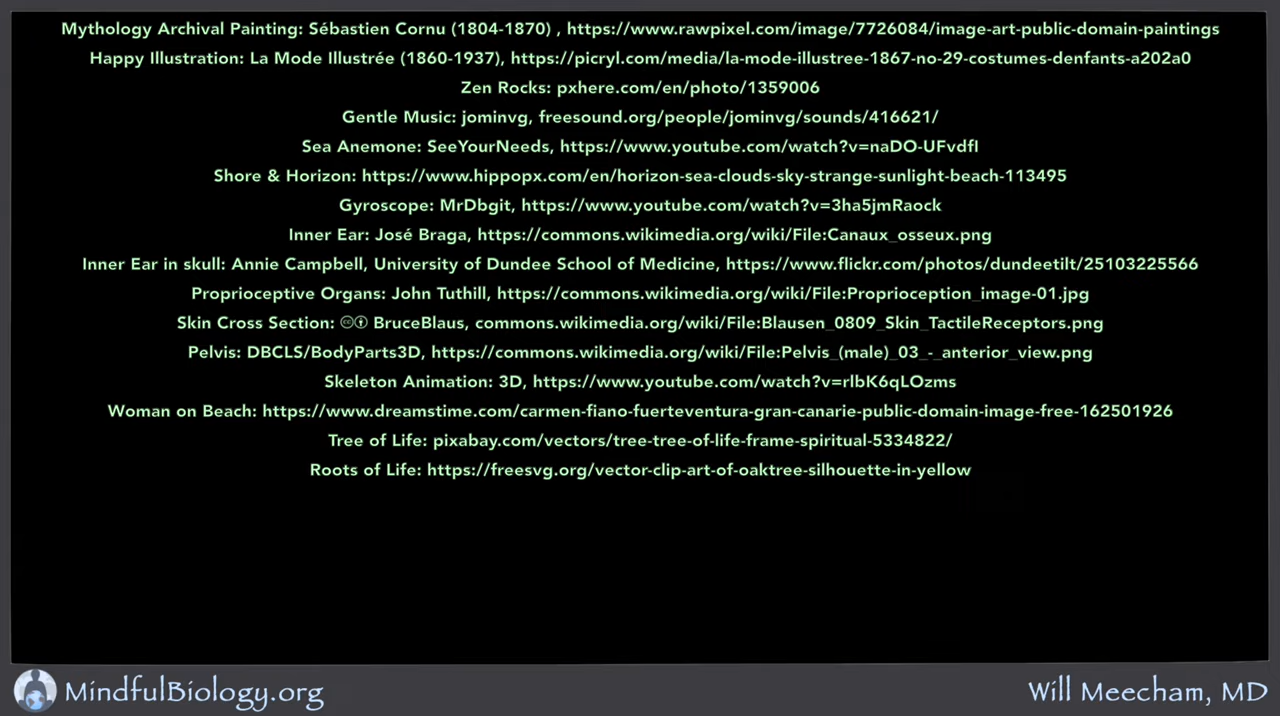 Mythology Archival Painting: Sébastien Cornu (1804-1870) , https://www.rawpixel.com/image/7726084/image-art-public-domain-paintings
Happy Illustration: La Mode Illustrée (1860-1937), https://picryl.com/media/la-mode-illustree-1867-no-29-costumes-denfants-a202a0
Zen Rocks: pxhere.com/en/photo/1359006
Gentle Music: jominvg, freesound.org/people/jominvg/sounds/416621/
Sea Anemone: SeeYourNeeds, https://www.youtube.com/watch?v=naDO-UFvdfI
Shore & Horizon: https://www.hippopx.com/en/horizon-sea-clouds-sky-strange-sunlight-beach-113495
Gyroscope: MrDbgit, https://www.youtube.com/watch?v=3ha5jmRaock
Inner Ear: José Braga, https://commons.wikimedia.org/wiki/File:Canaux_osseux.png
Inner Ear in skull: Annie Campbell, University of Dundee School of Medicine, https://www.flickr.com/photos/dundeetilt/25103225566
Proprioceptive Organs: John Tuthill, https://commons.wikimedia.org/wiki/File:Proprioception_image-01.jpg
Skin Cross Section: 🅭🅯 BruceBlaus, commons.wikimedia.org/wiki/File:Blausen_0809_Skin_TactileReceptors.png
Pelvis: DBCLS/BodyParts3D, https://commons.wikimedia.org/wiki/File:Pelvis_(male)_03_-_anterior_view.png
Skeleton Animation: 3D, https://www.youtube.com/watch?v=rlbK6qLOzms
Woman on Beach: https://www.dreamstime.com/carmen-fiano-fuerteventura-gran-canarie-public-domain-image-free-162501926
Tree of Life: pixabay.com/vectors/tree-tree-of-life-frame-spiritual-5334822/
Roots of Life: https://freesvg.org/vector-clip-art-of-oaktree-silhouette-in-yellow
MindfulBiology.org
Will Meecham, MD